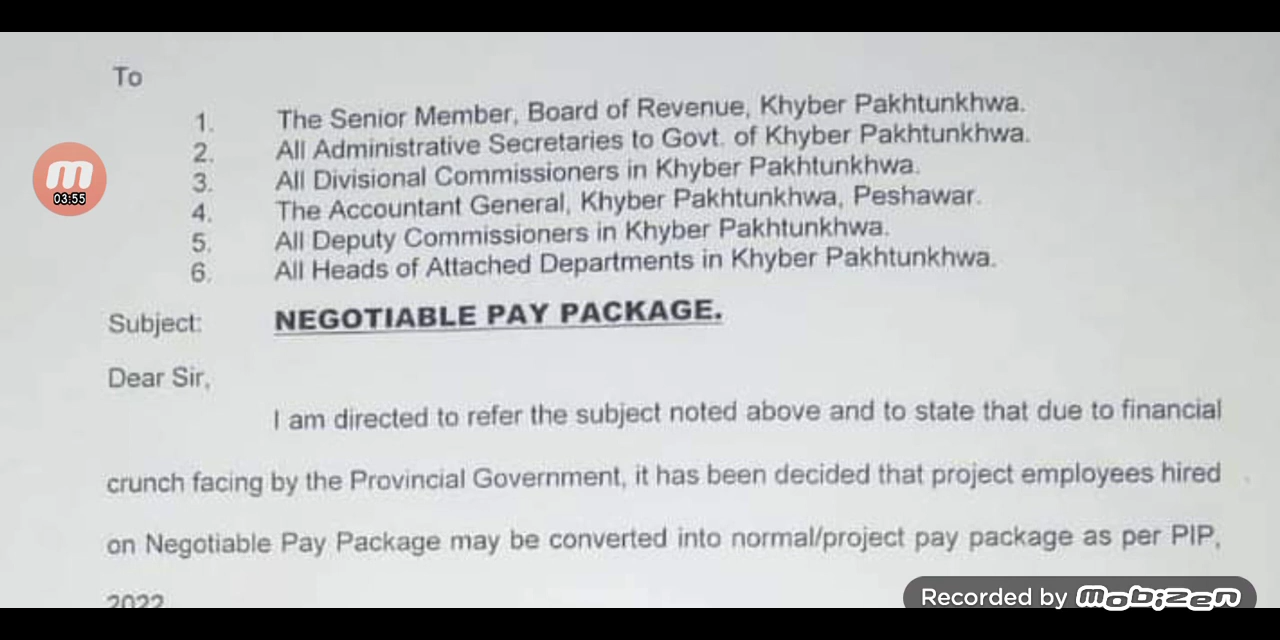 To
1. The Senior Member, Board of Revenue, Khyber Pakhtunkhwa.
2. All Administrative Secretaries to Govt. of Khyber Pakhtunkhwa.
3. All Divisional Commissioners in Khyber Pakhtunkhwa.
4. The Accountant General, Khyber Pakhtunkhwa, Peshawar.
5. All Deputy Commissioners in Khyber Pakhtunkhwa.
6. All Heads of Attached Departments in Khyber Pakhtunkhwa.
03:55
Subject: NEGOTIABLE PAY PACKAGE.
Dear Sir,
I am directed to refer the subject noted above and to state that due to financial
crunch facing by the Provincial Government, it has been decided that project employees hired
on Negotiable Pay Package may be converted into normal/project pay package as per PIP,
2022
Recorded by mobizen